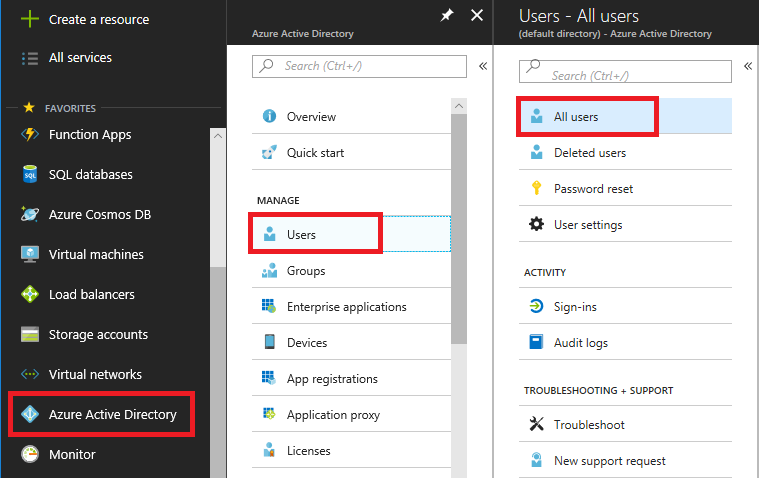 Create a resource
All services
FAVORITES
Function Apps
SQL databases
Azure Cosmos DB
Virtual machines
Load balancers
Storage accounts
Virtual networks
Azure Active Directory
Monitor
Azure Active Directory
Search (Ctrl+/)
Overview
Quick start
MANAGE
Users
Groups
Enterprise applications
Devices
App registrations
Application proxy
Licenses
Users - All users
(default directory) - Azure Active Directory
Search (Ctrl+/)
All users
Deleted users
Password reset
User settings
ACTIVITY
Sign-ins
Audit logs
TROUBLESHOOTING + SUPPORT
Troubleshoot
New support request